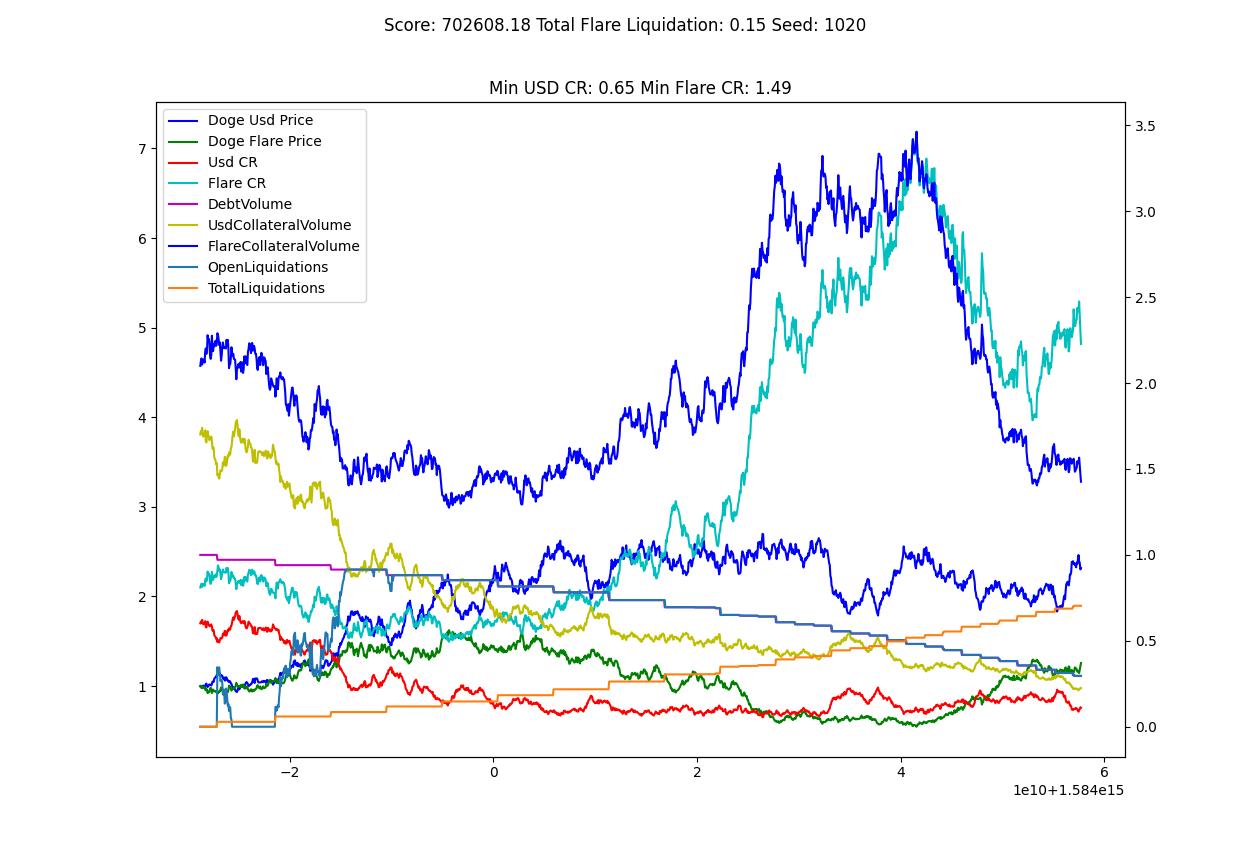 Score: 702608.18 Total Flare Liquidation: 0.15 Seed: 1020
Min USD CR: 0.65 Min Flare CR: 1.49
Doge Usd Price
Doge Flare Price
Usd CR
Flare CR
DebtVolume
UsdCollateralVolume
FlareCollateralVolume
OpenLiquidations
TotalLiquidations
7
6
5
4
3
2
1
3.5
3.0
2.5
2.0
1.5
1.0
0.5
0.0
−2 0 2 4 6
1e10+1.584e15